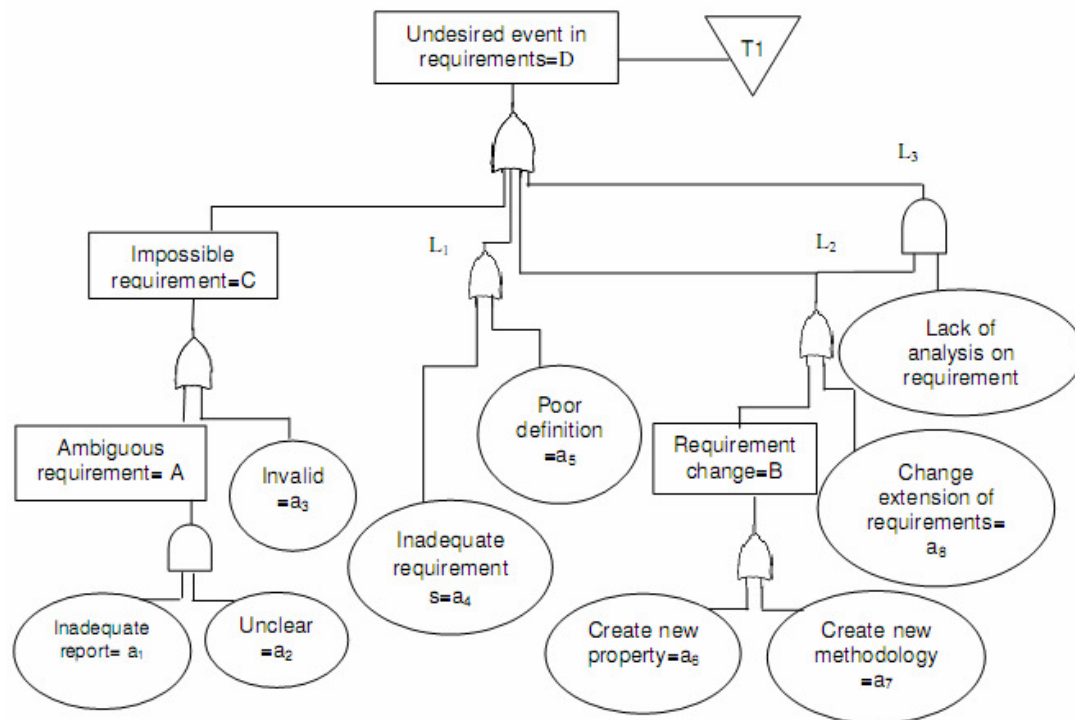 Undesired event in
requirements=D
T1
L3
Impossible
requirement=C
L1
L2
Lack of
analysis on
requirement
Ambiguous
requirement= A
Invalid
=a3
Poor
definition
=a5
Requirement
change=B
Change
extension of
requirements=
a8
Inadequate
requirement
s=a4
Inadequate
report= a1
Unclear
=a2
Create new
property=a6
Create new
methodology
=a7